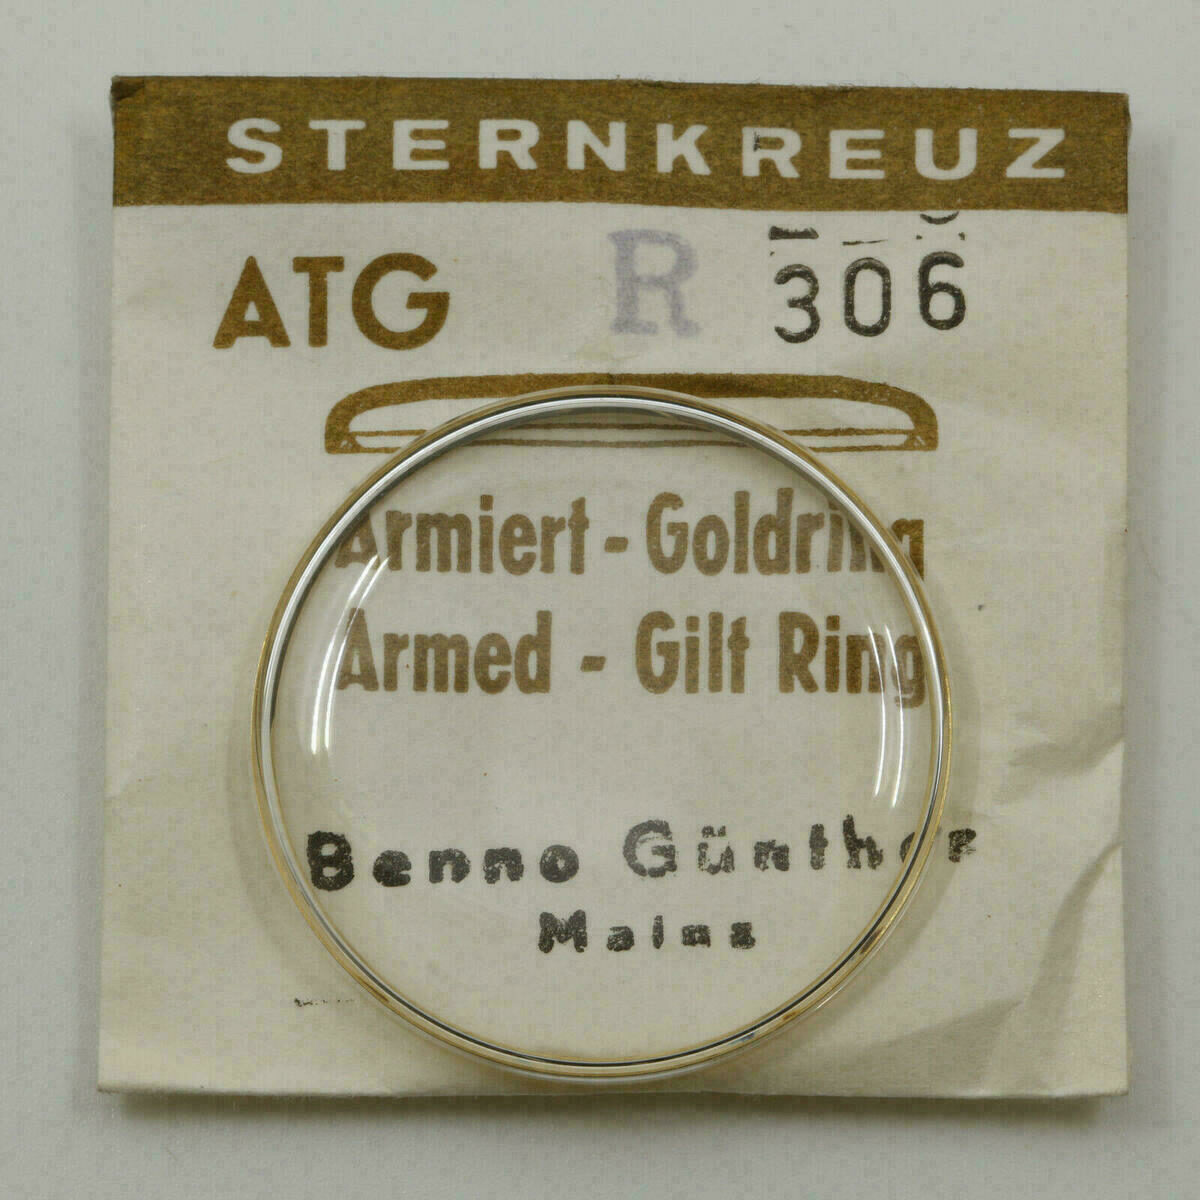 STERNKREUZ
ATG R 306
Armiert - Goldring
Armed - Gilt Ring
Benno Günther
Mainz